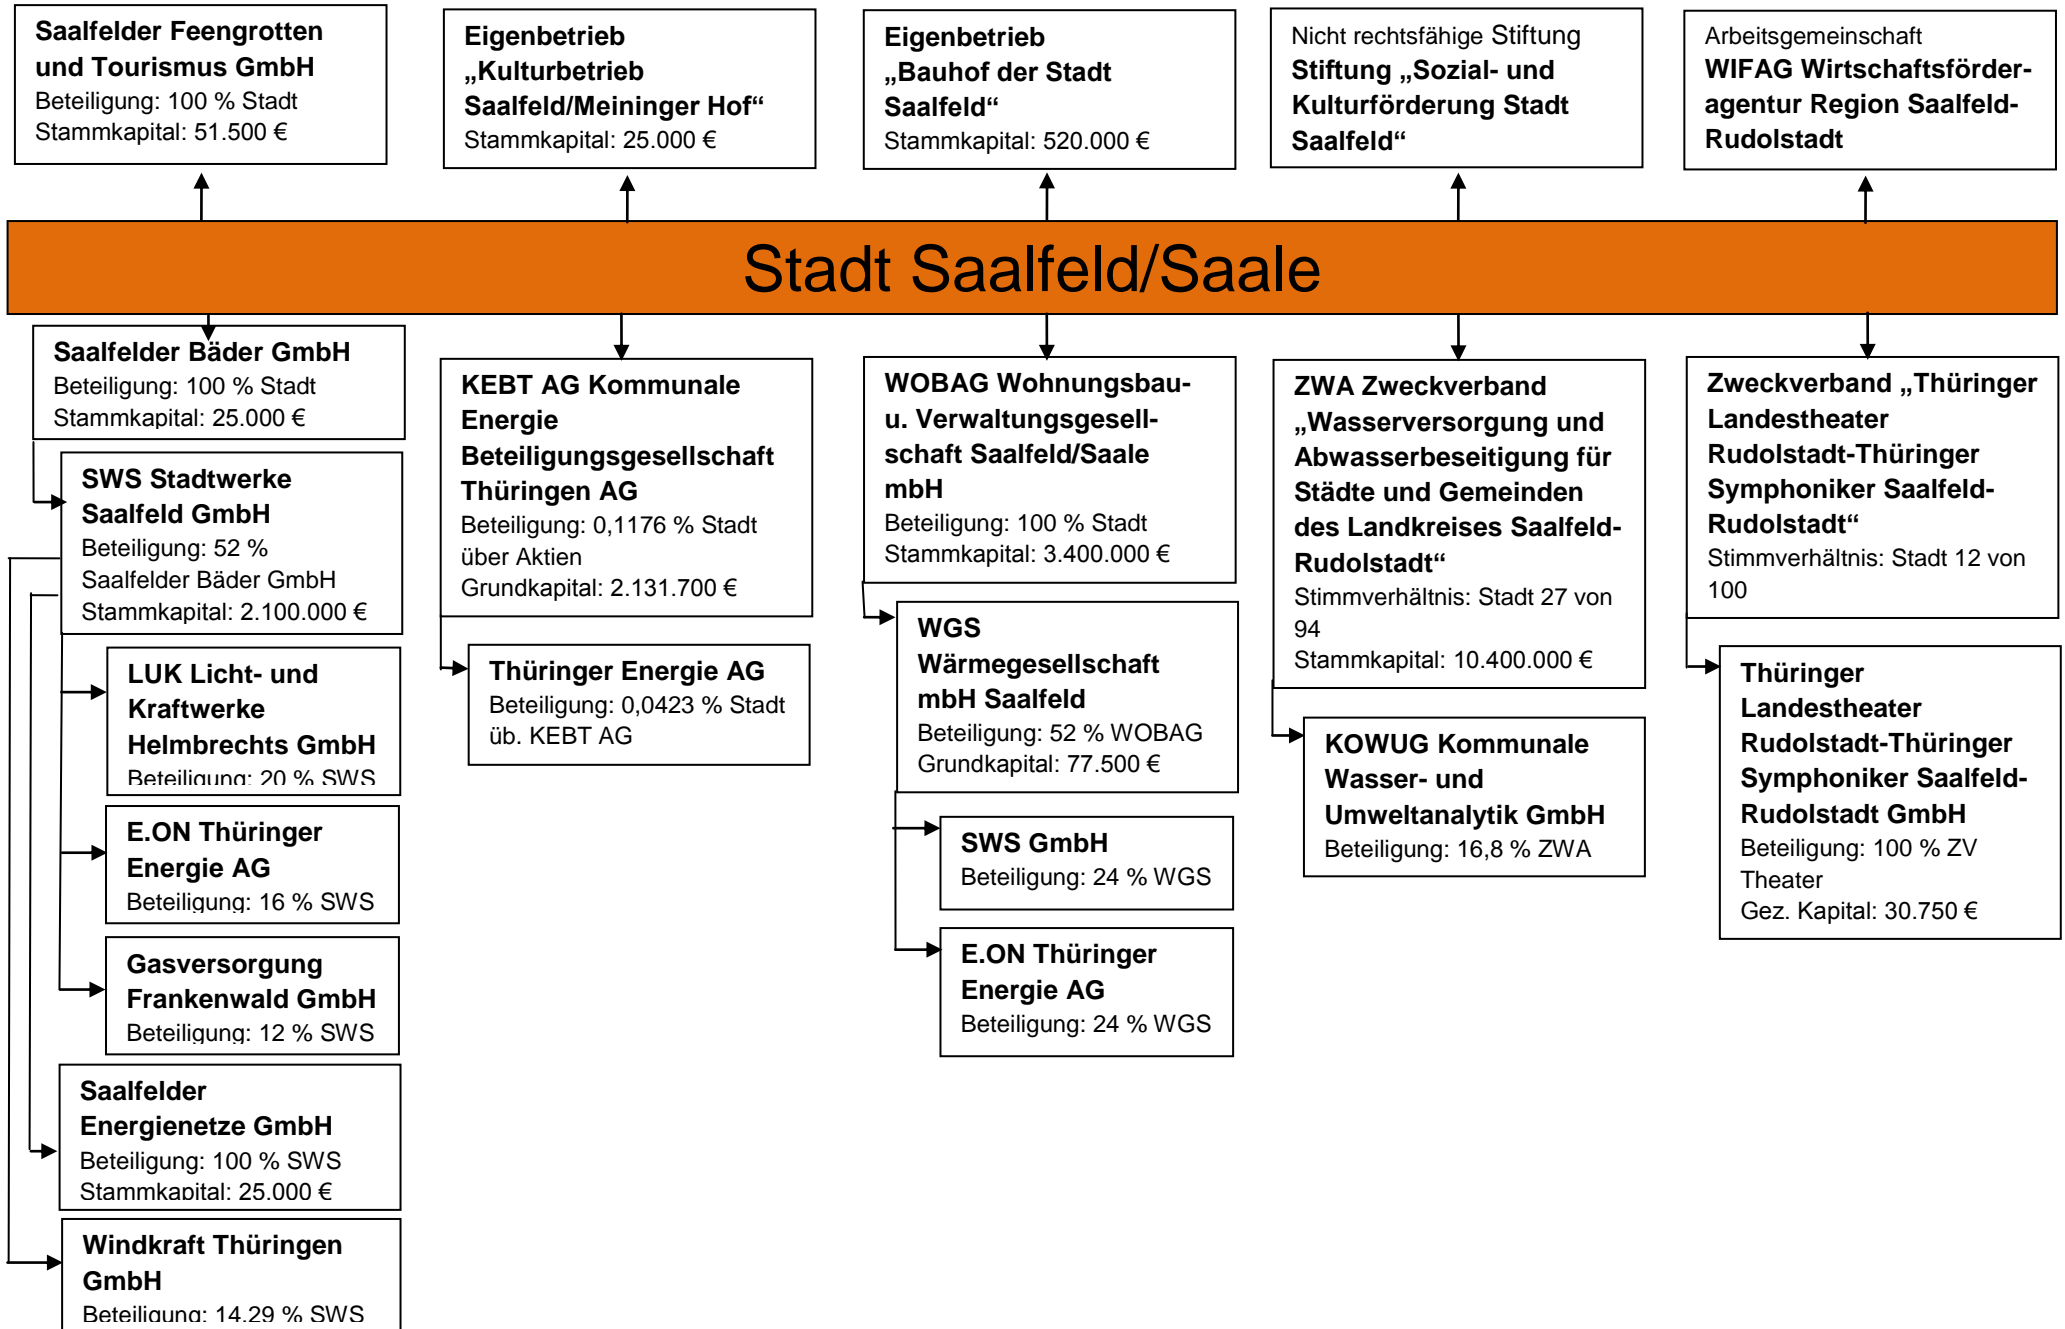 Saalfelder Feengrotten
und Tourismus GmbH
Beteiligung: 100 % Stadt
Stammkapital: 51.500 €
Eigenbetrieb
„Kulturbetrieb
Saalfeld/Meininger Hof“
Stammkapital: 25.000 €
Eigenbetrieb
„Bauhof der Stadt
Saalfeld“
Stammkapital: 520.000 €
Nicht rechtsfähige Stiftung
Stiftung „Sozial- und
Kulturförderung Stadt
Saalfeld“
Arbeitsgemeinschaft
WIFAG Wirtschaftsförder-
agentur Region Saalfeld-
Rudolstadt
Stadt Saalfeld/Saale
Saalfelder Bäder GmbH
Beteiligung: 100 % Stadt
Stammkapital: 25.000 €
SWS Stadtwerke
Saalfeld GmbH
Beteiligung: 52 %
Saalfelder Bäder GmbH
Stammkapital: 2.100.000 €
LUK Licht- und
Kraftwerke
Helmbrechts GmbH
Beteiligung: 20 % SWS
E.ON Thüringer
Energie AG
Beteiligung: 16 % SWS
Gasversorgung
Frankenwald GmbH
Beteiligung: 12 % SWS
Saalfelder
Energienetze GmbH
Beteiligung: 100 % SWS
Stammkapital: 25.000 €
Windkraft Thüringen
GmbH
Beteiligung: 14,29 % SWS
KEBT AG Kommunale
Energie
Beteiligungsgesellschaft
Thüringen AG
Beteiligung: 0,1176 % Stadt
über Aktien
Grundkapital: 2.131.700 €
Thüringer Energie AG
Beteiligung: 0,0423 % Stadt
üb. KEBT AG
WOBAG Wohnungsbau-
u. Verwaltungsgesell-
schaft Saalfeld/Saale
mbH
Beteiligung: 100 % Stadt
Stammkapital: 3.400.000 €
WGS
Wärmegesellschaft
mbH Saalfeld
Beteiligung: 52 % WOBAG
Grundkapital: 77.500 €
SWS GmbH
Beteiligung: 24 % WGS
E.ON Thüringer
Energie AG
Beteiligung: 24 % WGS
ZWA Zweckverband
„Wasserversorgung und
Abwasserbeseitigung für
Städte und Gemeinden
des Landkreises Saalfeld-
Rudolstadt“
Stimmverhältnis: Stadt 27 von
94
Stammkapital: 10.400.000 €
KOWUG Kommunale
Wasser- und
Umweltanalytik GmbH
Beteiligung: 16,8 % ZWA
Zweckverband „Thüringer
Landestheater
Rudolstadt-Thüringer
Symphoniker Saalfeld-
Rudolstadt“
Stimmverhältnis: Stadt 12 von
100
Thüringer
Landestheater
Rudolstadt-Thüringer
Symphoniker Saalfeld-
Rudolstadt GmbH
Beteiligung: 100 % ZV
Theater
Gez. Kapital: 30.750 €